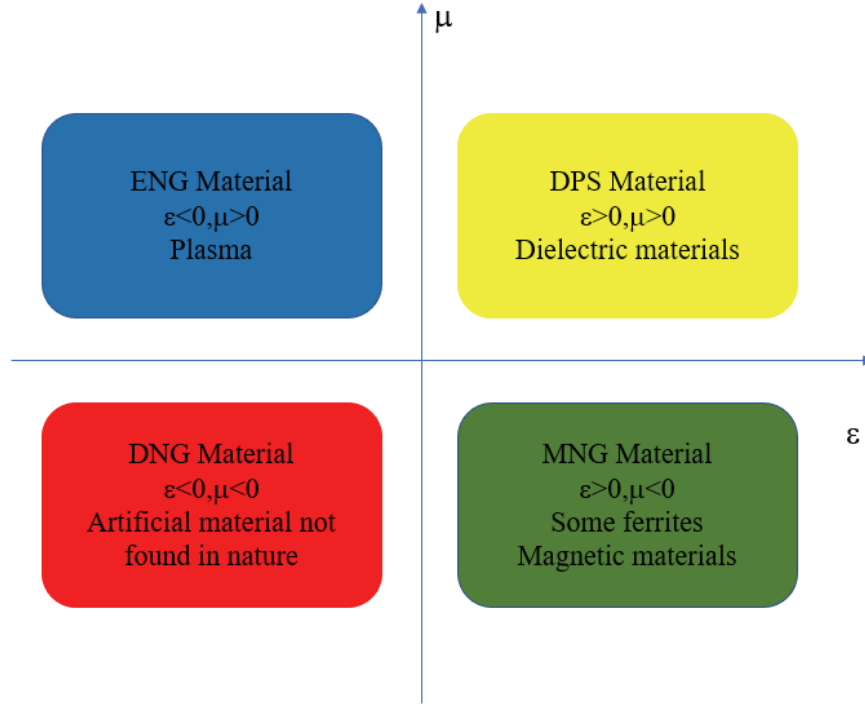 μ
ENG Material
ε<0,μ>0
Plasma
DPS Material
ε>0,μ>0
Dielectric materials
ε
DNG Material
ε<0,μ<0
Artificial material not
found in nature
MNG Material
ε>0,μ<0
Some ferrites
Magnetic materials